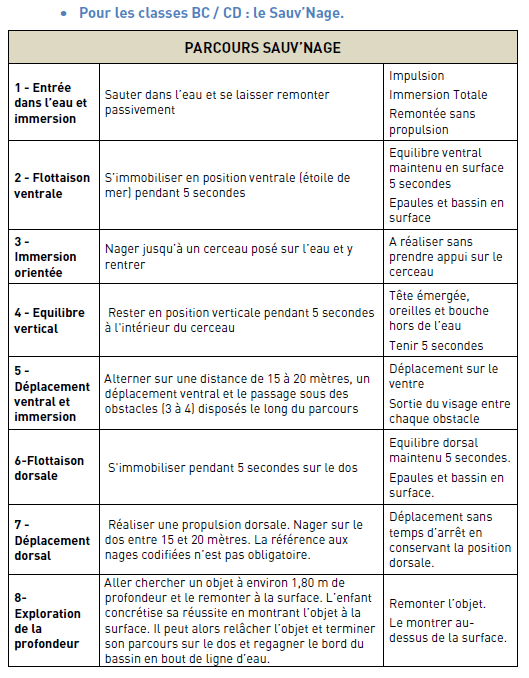 • Pour les classes BC / CD : le Sauv'Nage.
PARCOURS SAUV'NAGE
1 - Entrée
dans l'eau et
immersion
Sauter dans l'eau et se laisser remonter
passivement
Impulsion
Immersion Totale
Remontée sans
propulsion
2 - Flottaison
ventrale
S'immobiliser en position ventrale (étoile de
mer) pendant 5 secondes
Equilibre ventral
maintenu en surface
5 secondes
Epaules et bassin en
surface
3 -
Immersion
orientée
Nager jusqu'à un cerceau posé sur l'eau et y
rentrer
A réaliser sans
prendre appui sur le
cerceau
4 - Equilibre
vertical
Rester en position verticale pendant 5 secondes
à l'intérieur du cerceau
Tête émergée,
oreilles et bouche
hors de l'eau
Tenir 5 secondes
5 -
Déplacement
ventral et
immersion
Alterner sur une distance de 15 à 20 mètres, un
déplacement ventral et le passage sous des
obstacles (3 à 4) disposés le long du parcours
Déplacement sur le
ventre
Sortie du visage entre
chaque obstacle
6-Flottaison
dorsale
S'immobiliser pendant 5 secondes sur le dos
Equilibre dorsal
maintenu 5 secondes.
Epaules et bassin en
surface.
7 -
Déplacement
dorsal
Réaliser une propulsion dorsale. Nager sur le
dos entre 15 et 20 mètres. La référence aux
nages codifiées n'est pas obligatoire.
Déplacement sans
temps d'arrêt en
conservant la position
dorsale.
8-
Exploration
de la
profondeur
Aller chercher un objet à environ 1,80 m de
profondeur et le remonter à la surface. L'enfant
concrétise sa réussite en montrant l'objet à la
surface. Il peut alors relâcher l'objet et terminer
son parcours sur le dos et regagner le bord du
bassin en bout de ligne d'eau.
Remonter l'objet.
Le montrer au-
dessus de la surface.